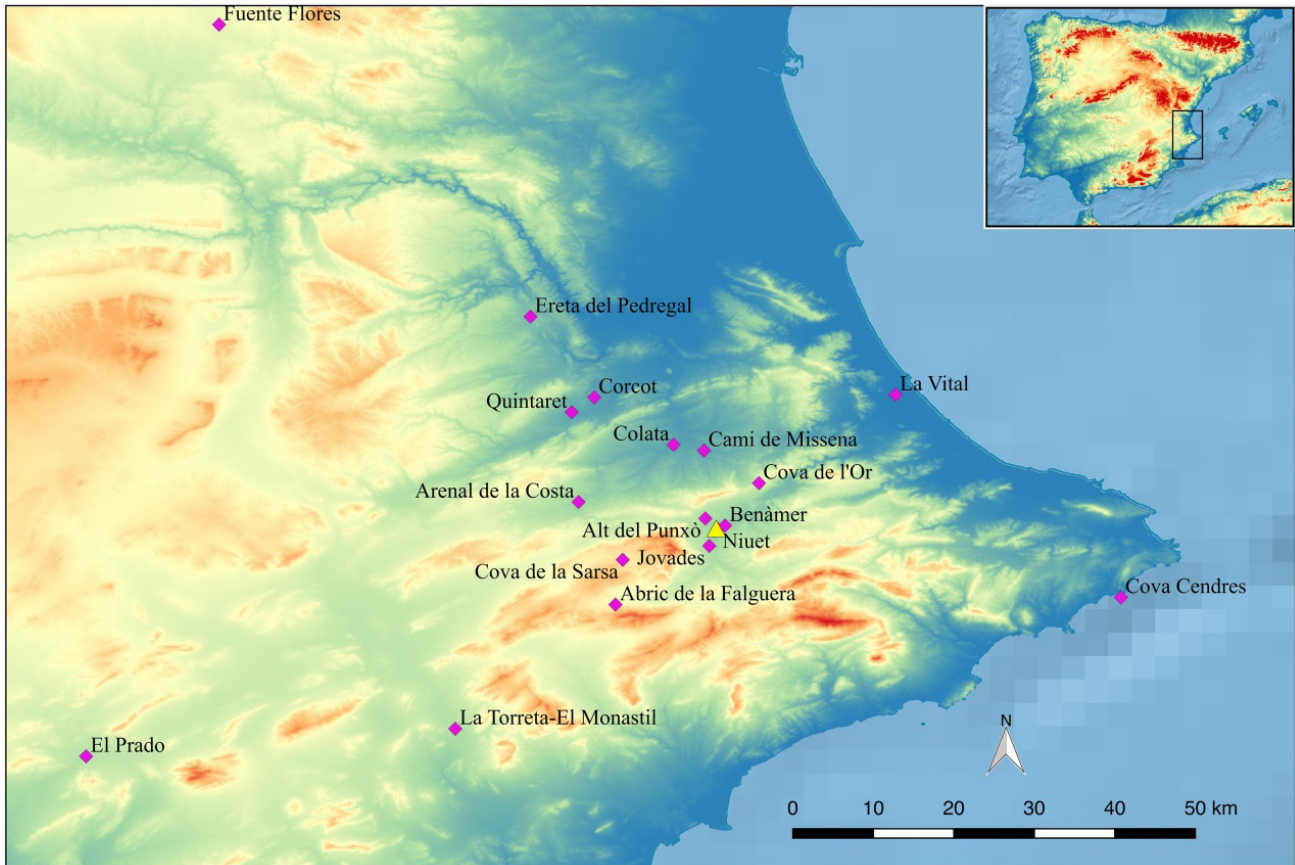 Fuente Flores
Ereta del Pedregal
Corcot
La Vital
Quintaret
Colata
Cami de Missena
Cova de l'Or
Arenal de la Costa
Benàmer
Alt del Punxò
Niuet
Jovades
Cova de la Sarsa
Abric de la Falguera
Cova Cendres
La Torreta-El Monastil
N
El Prado
0 10 20 30 40 50 km